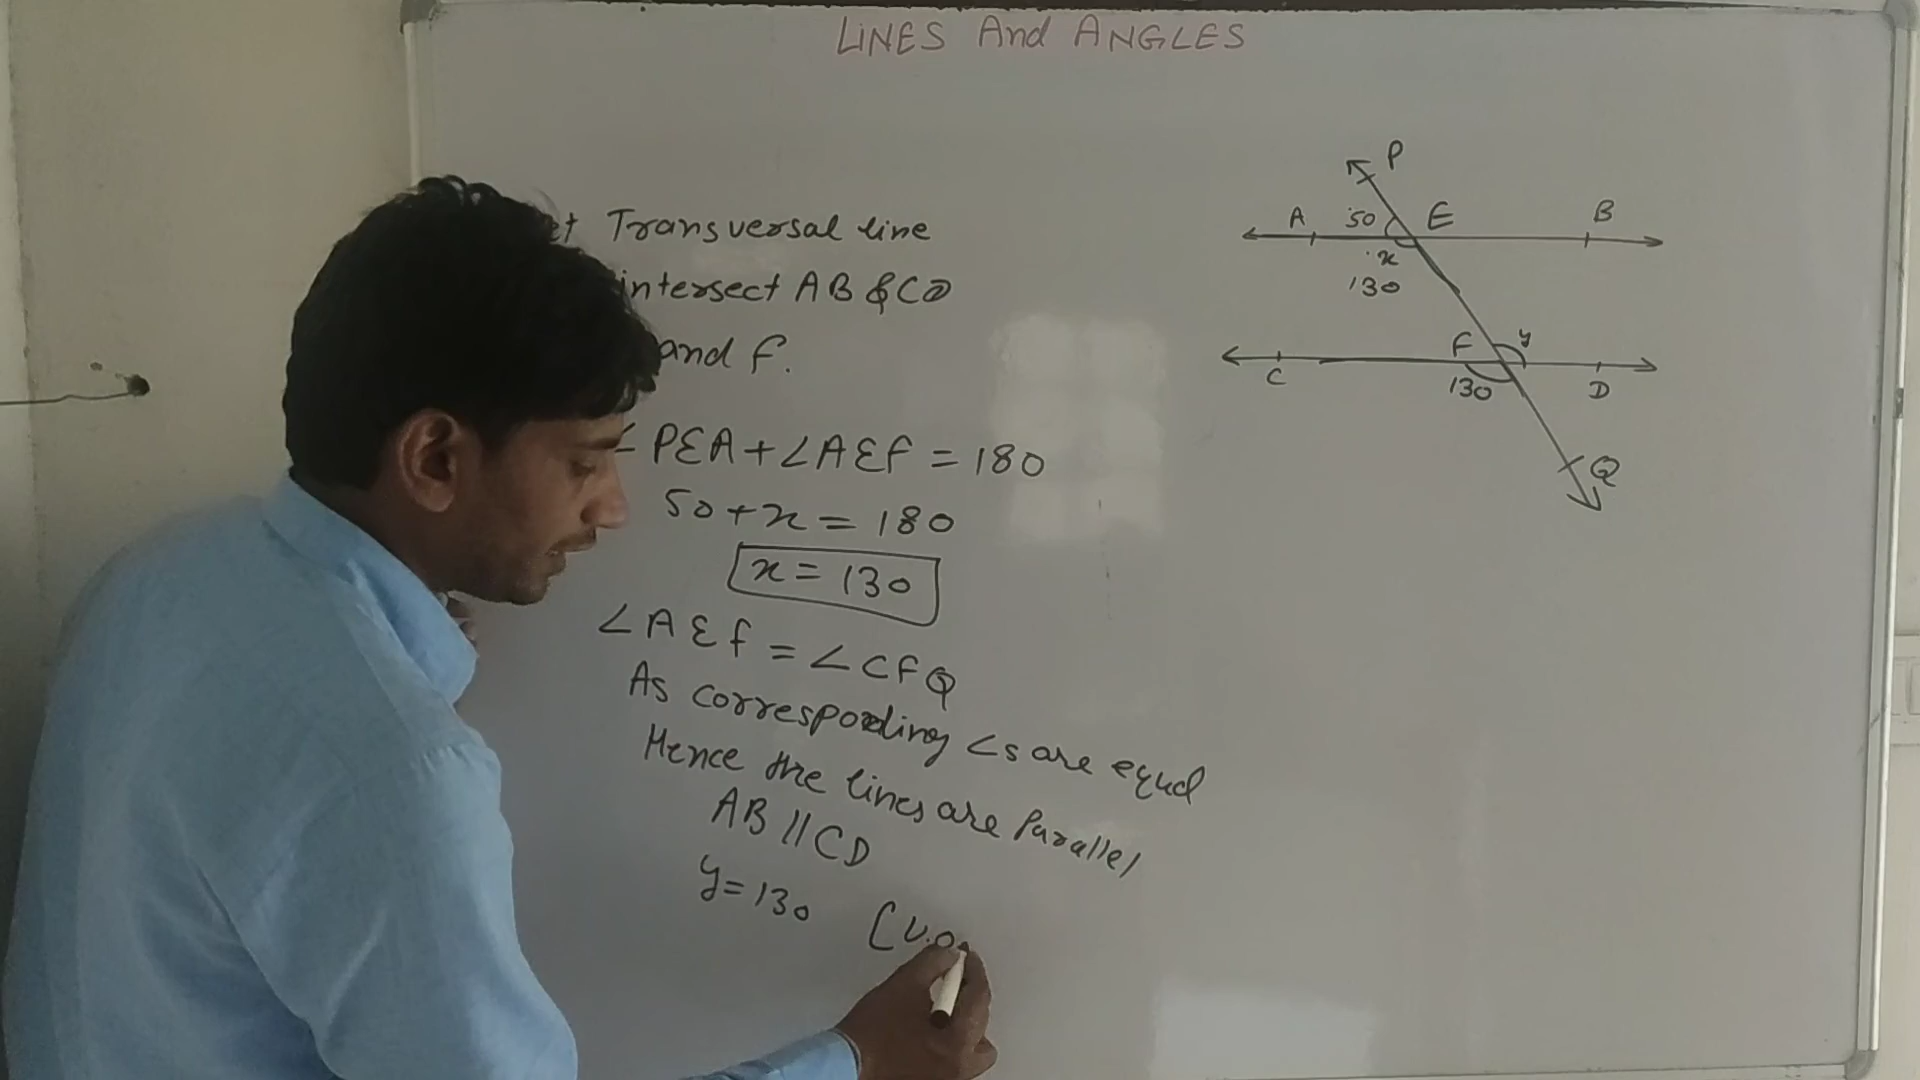 LINES And ANGLES
et Transversal line
intersect AB & CD
and F.
∠PEA+∠AEF = 180
50+x = 180
x = 130
∠AEF = ∠CFQ
As corresponding ∠s are equal
Hence the lines are Parallel
AB || CD
y = 130 [V.O.
P
A 50 E B
x
130
F y
C 130 D
Q